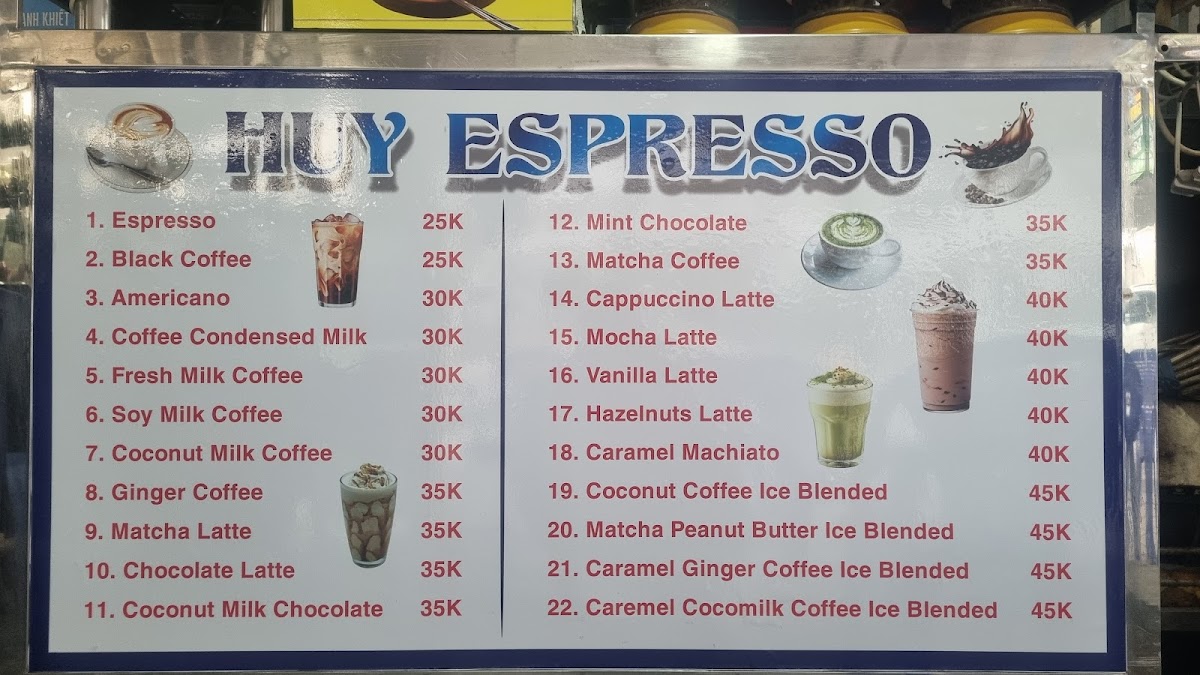 ANH KHIẾT
HUY ESPRESSO
1. Espresso 25K
2. Black Coffee 25K
3. Americano 30K
4. Coffee Condensed Milk 30K
5. Fresh Milk Coffee 30K
6. Soy Milk Coffee 30K
7. Coconut Milk Coffee 30K
8. Ginger Coffee 35K
9. Matcha Latte 35K
10. Chocolate Latte 35K
11. Coconut Milk Chocolate 35K
12. Mint Chocolate 35K
13. Matcha Coffee 35K
14. Cappuccino Latte 40K
15. Mocha Latte 40K
16. Vanilla Latte 40K
17. Hazelnuts Latte 40K
18. Caramel Machiato 40K
19. Coconut Coffee Ice Blended 45K
20. Matcha Peanut Butter Ice Blended 45K
21. Caramel Ginger Coffee Ice Blended 45K
22. Caremel Cocomilk Coffee Ice Blended 45K